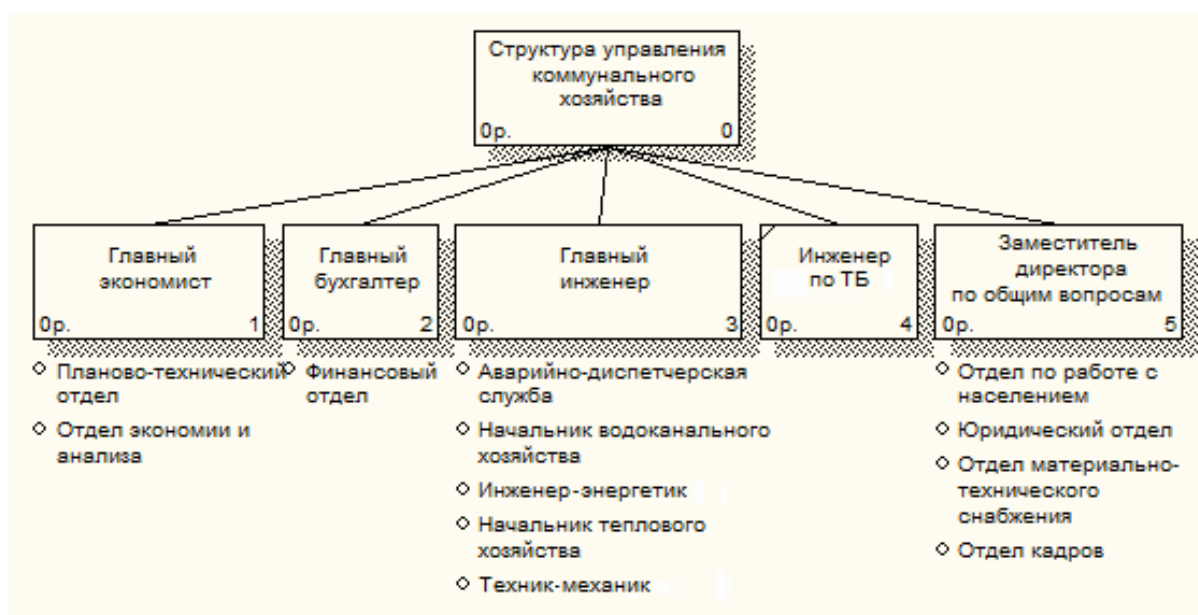 Структура управления
коммунального
хозяйства
0р. 0
Главный
экономист
0р. 1
Планово-технический
отдел
Отдел экономии и
анализа
Главный
бухгалтер
0р. 2
Финансовый
отдел
Главный
инженер
0р. 3
Аварийно-диспетчерская
служба
Начальник водоканального
хозяйства
Инженер-энергетик
Начальник теплового
хозяйства
Техник-механик
Инженер
по ТБ
0р. 4
Заместитель
директора
по общим вопросам
0р. 5
Отдел по работе с
населением
Юридический отдел
Отдел материально-
технического
снабжения
Отдел кадров